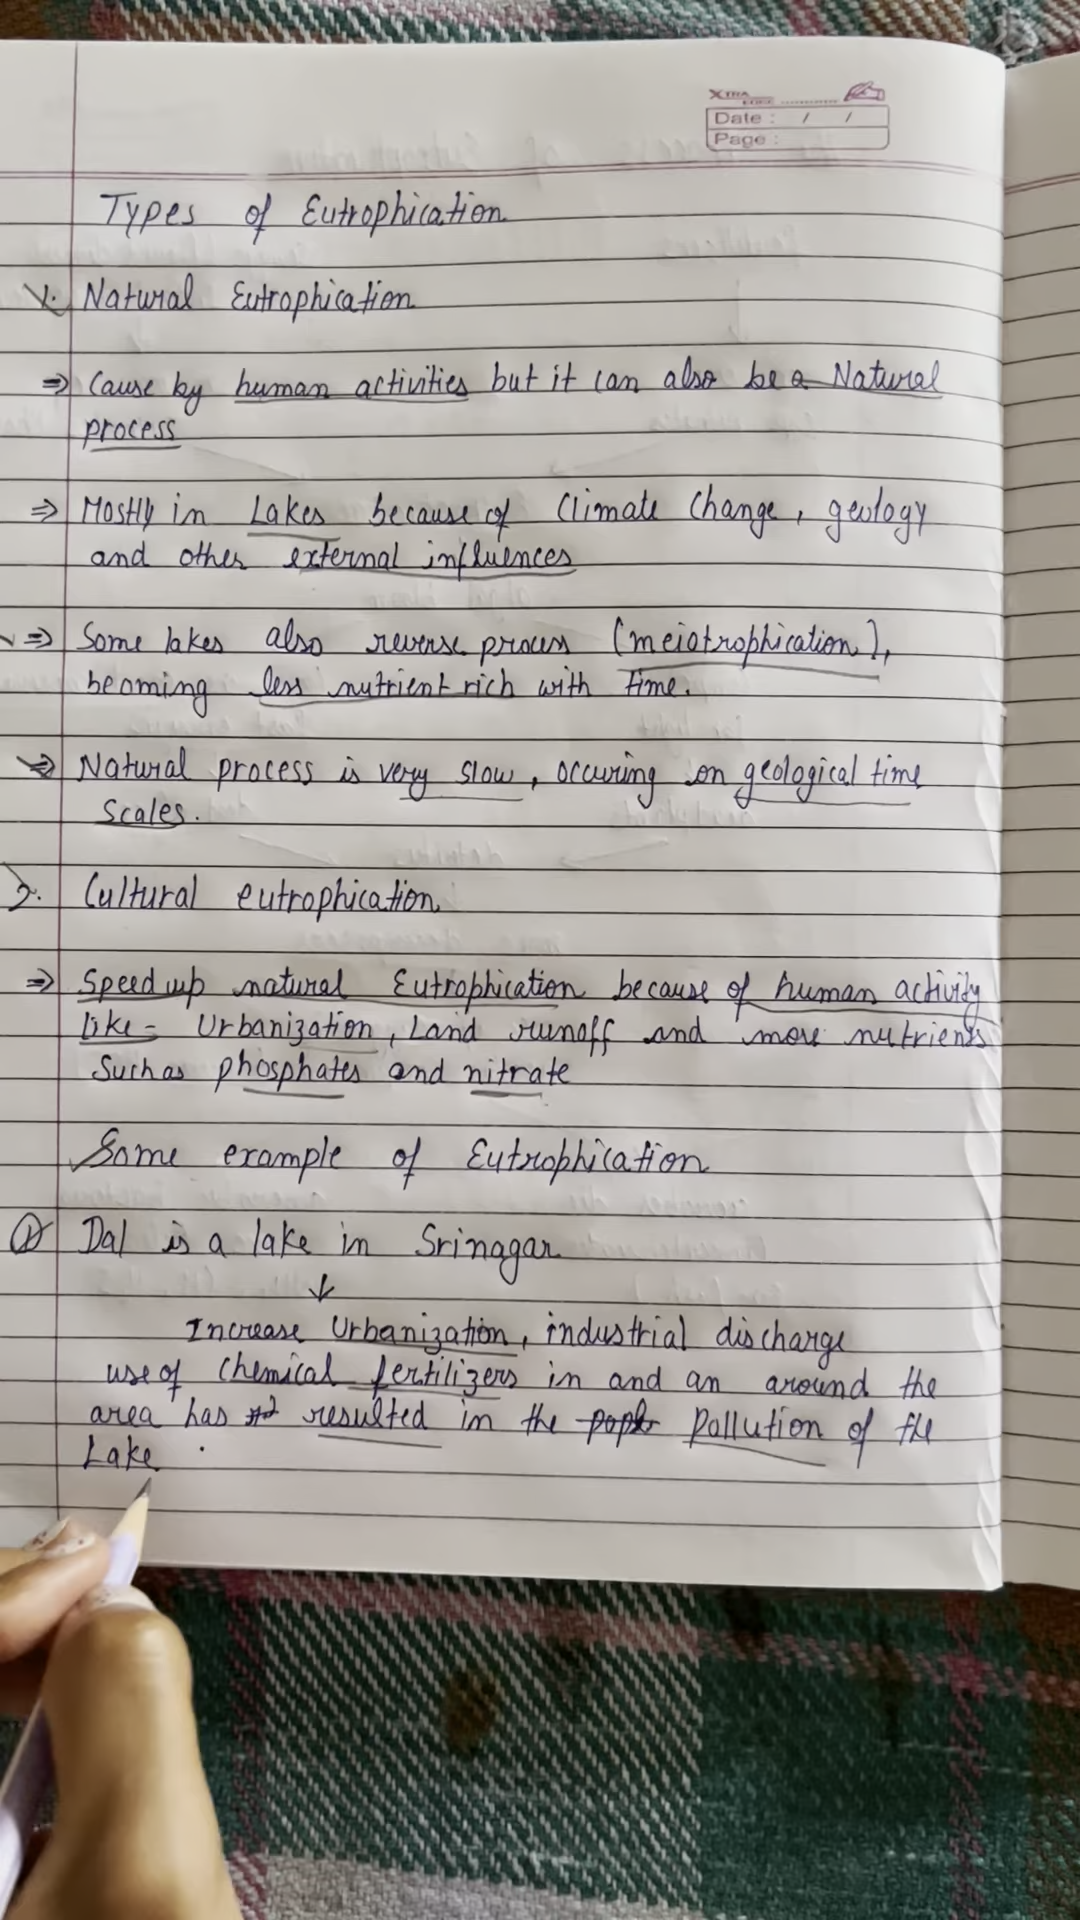 XTRA
Date : / /
Page :
Types of Eutrophication
1. Natural Eutrophication
⇒ Cause by human activities but it can also be a Natural
process
⇒ Mostly in Lakes because of Climate Change, geology
and other external influences
⇒ Some lakes also reverse process (meiotrophication),
beoming less nutrient rich with time.
⇒ Natural process is very slow, occuring on geological time
Scales.
2. Cultural eutrophication
⇒ Speed up natural Eutrophication because of human activity
like - Urbanization, Land runoff and more nutrients
Such as phosphates and nitrate
Some example of Eutrophication
① Dal is a lake in Srinagar
↓
Increase Urbanization, industrial discharge
use of Chemical fertilizers in and an around the
area has resulted in the Pollution of the
Lake.